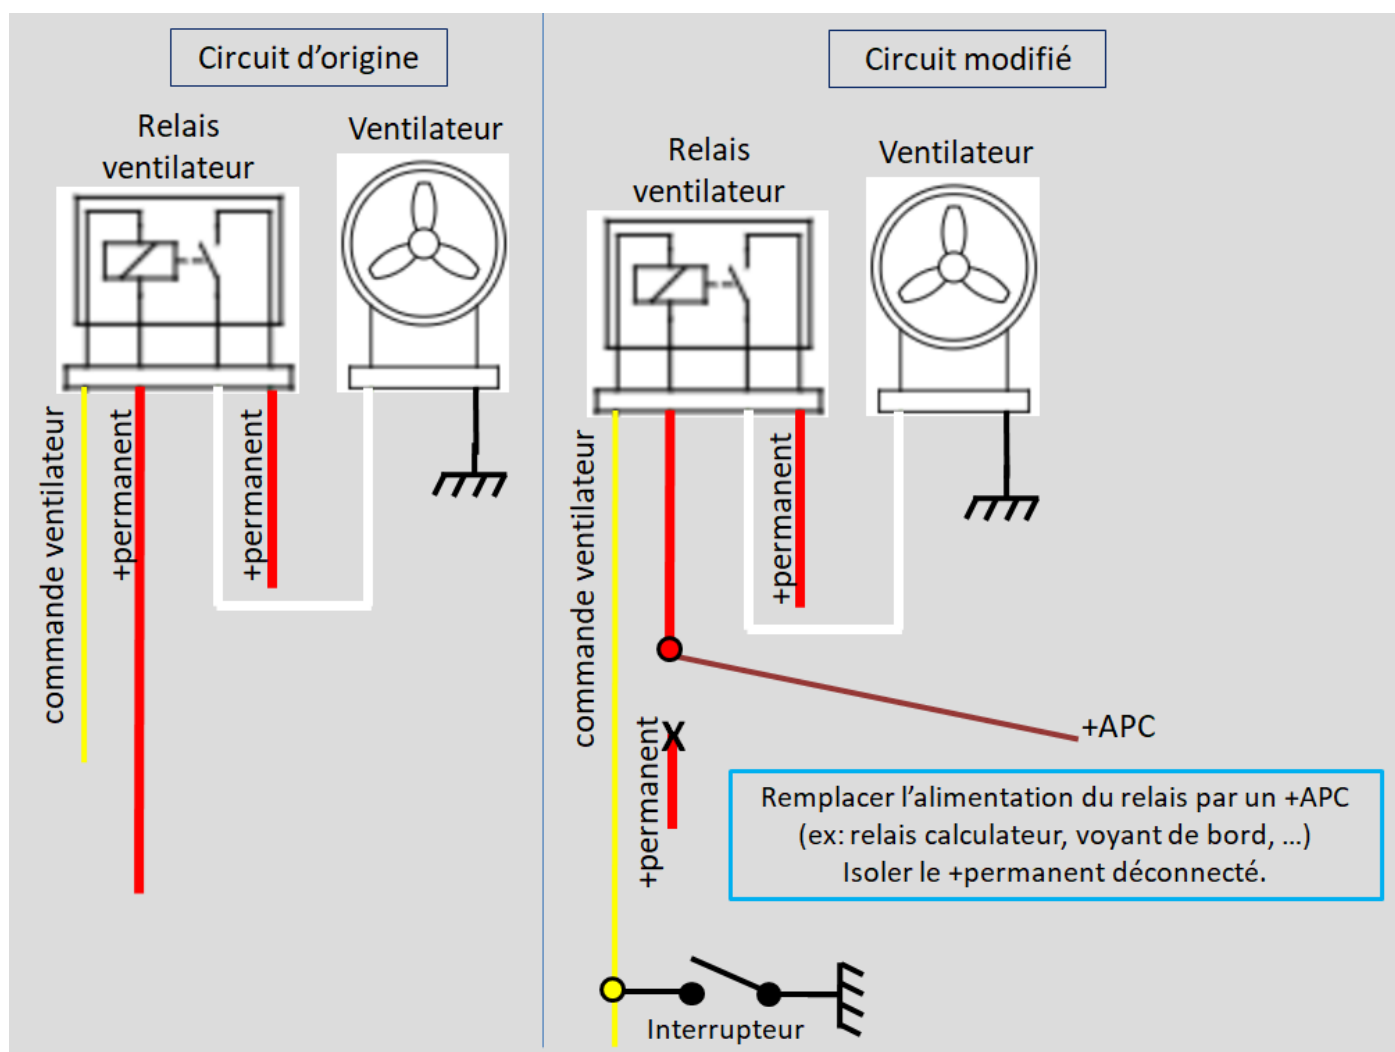 Circuit d’origine
Relais
ventilateur
Ventilateur
commande ventilateur
+permanent
+permanent
Circuit modifié
Relais
ventilateur
Ventilateur
commande ventilateur
+permanent
+permanent
+APC
Remplacer l’alimentation du relais par un +APC
(ex: relais calculateur, voyant de bord, ...)
Isoler le +permanent déconnecté.
X
Interrupteur